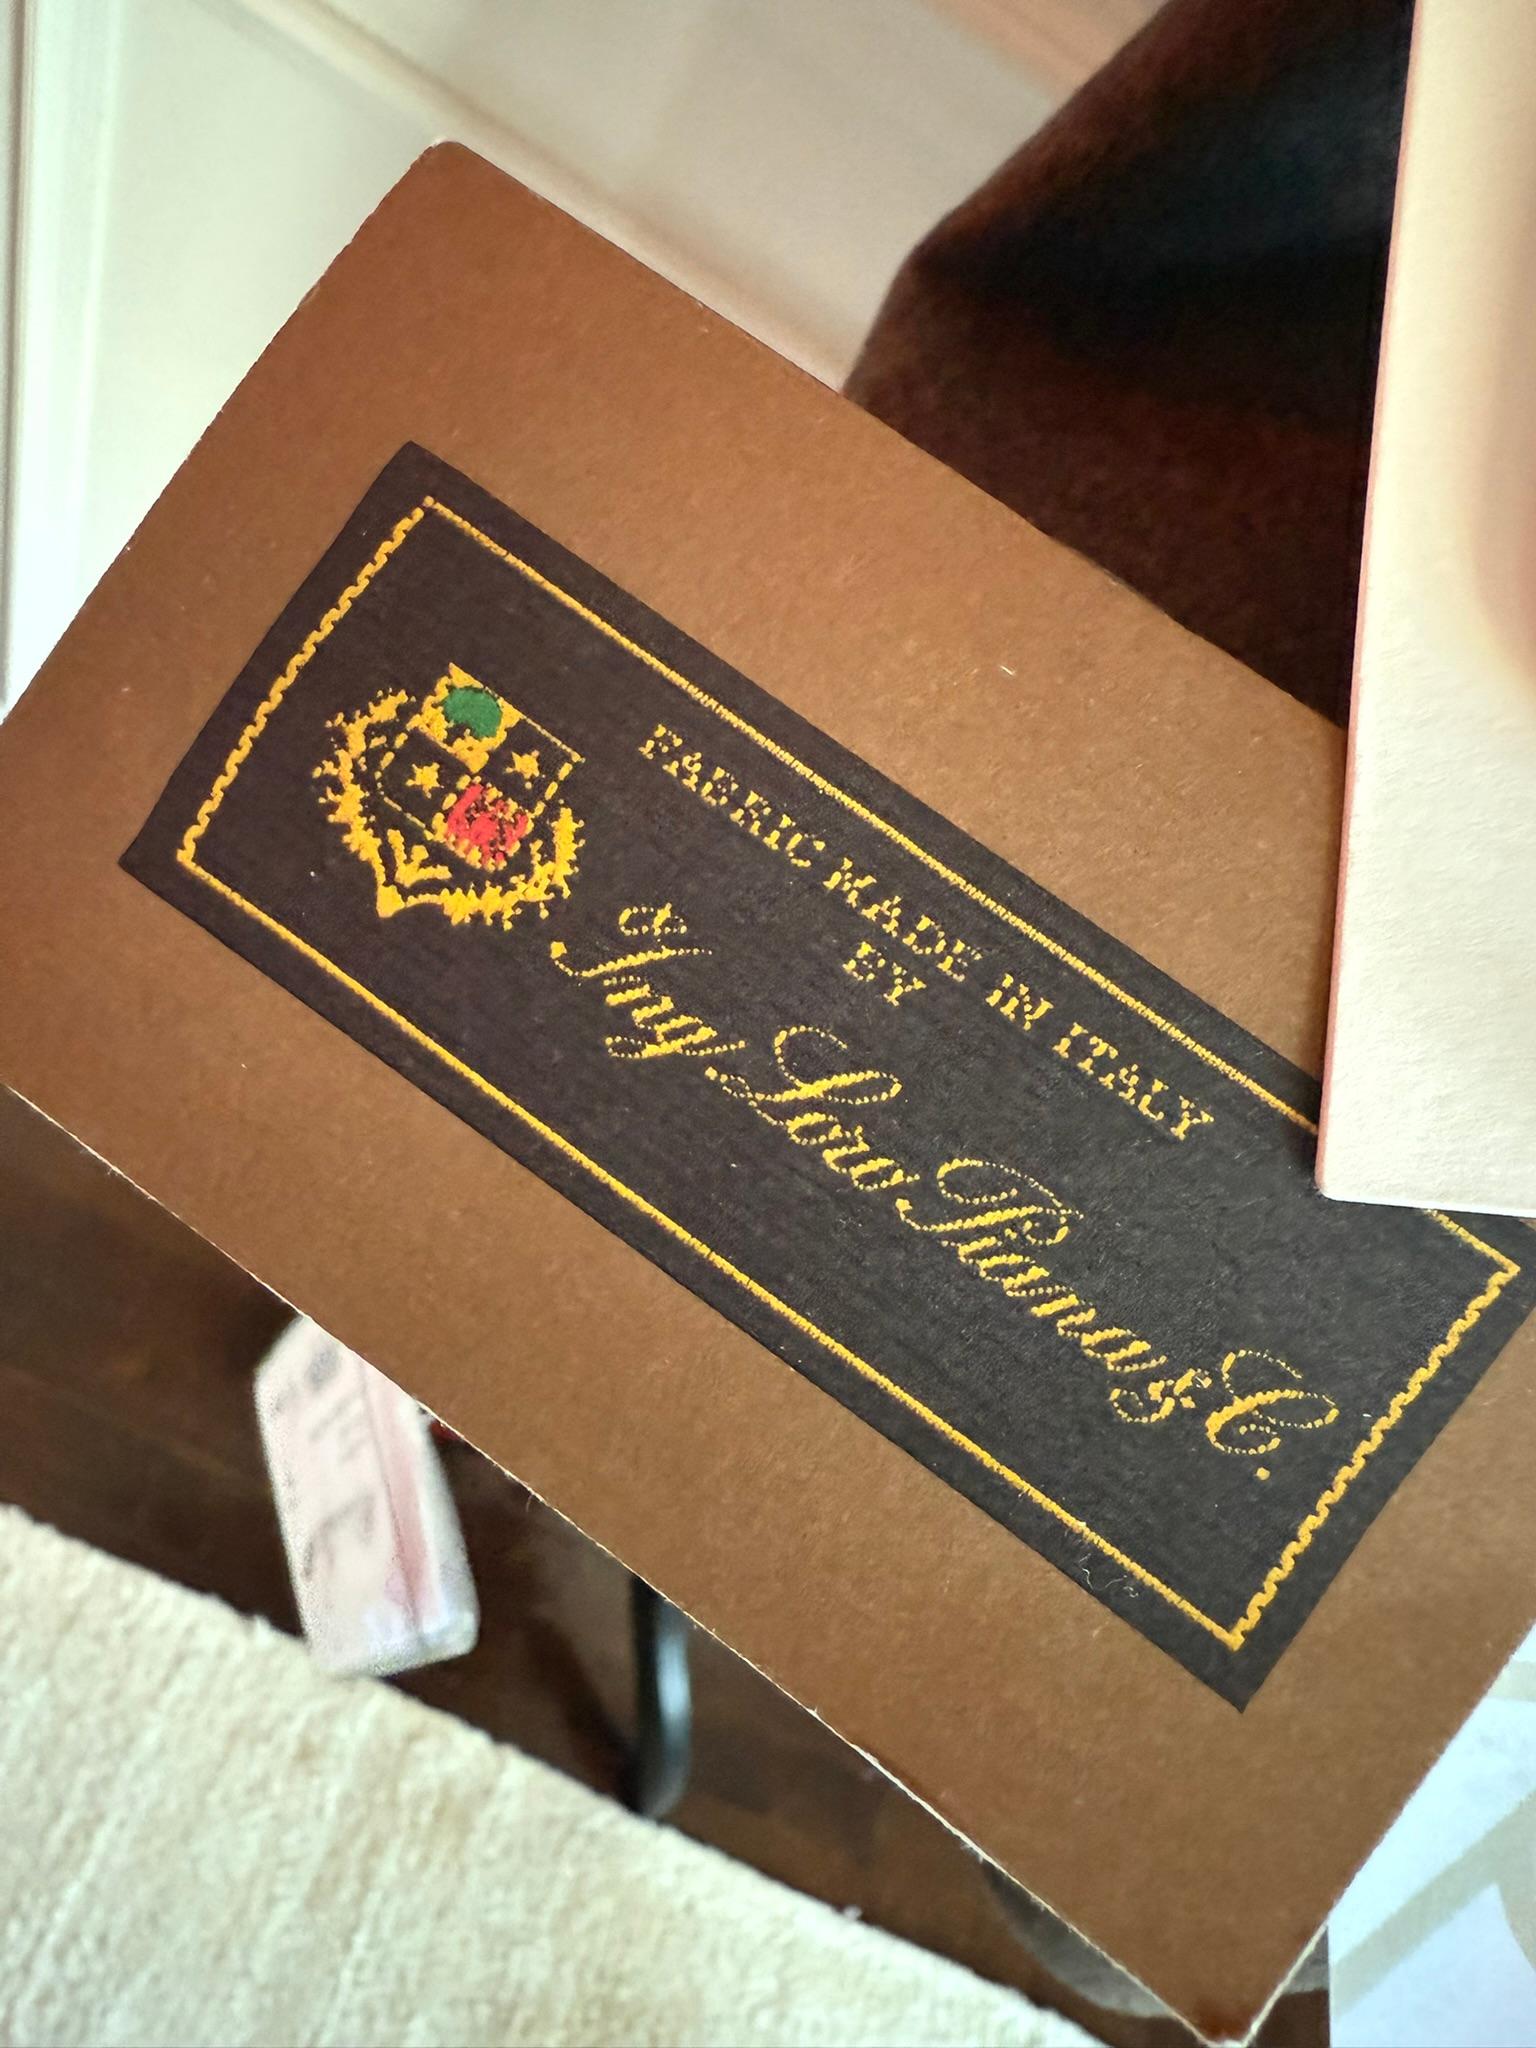 FABRIC MADE IN ITALY
BY
Ing. Loro Piana & C.